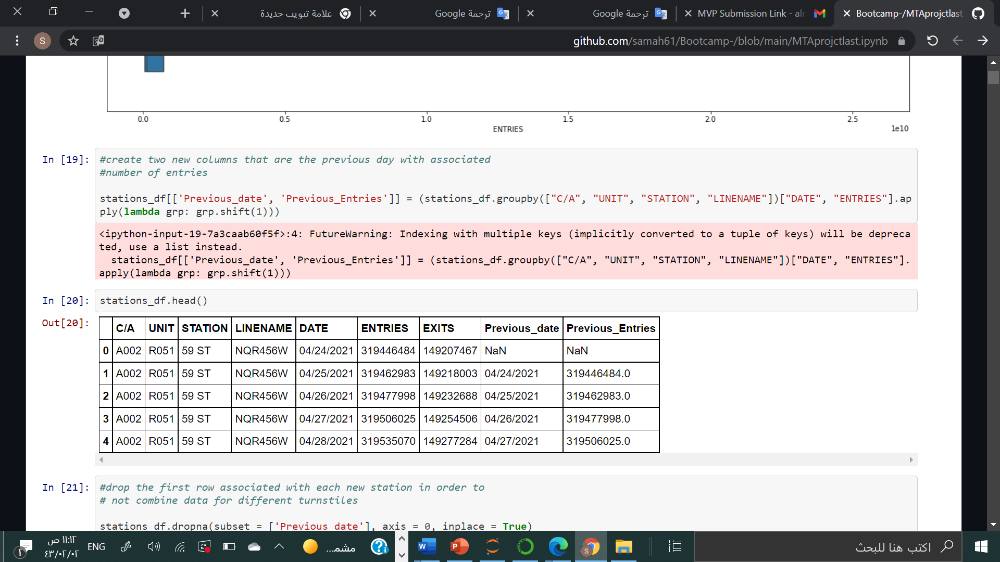 علامة تبويب جديدة
ترجمة Google
ترجمة Google
MVP Submission Link - alr
Bootcamp-/MTAprojctlast.
S
github.com/samah61/Bootcamp-/blob/main/MTAprojctlast.ipynb
0.0 0.5 1.0 1.5 2.0 2.5
ENTRIES
1e10
In [19]:
#create two new columns that are the previous day with associated
#number of entries
stations_df[['Previous_date', 'Previous_Entries']] = (stations_df.groupby(["C/A", "UNIT", "STATION", "LINENAME"])["DATE", "ENTRIES"].ap
ply(lambda grp: grp.shift(1)))
<ipython-input-19-7a3caab60f5f>:4: FutureWarning: Indexing with multiple keys (implicitly converted to a tuple of keys) will be depreca
ted, use a list instead.
stations_df[['Previous_date', 'Previous_Entries']] = (stations_df.groupby(["C/A", "UNIT", "STATION", "LINENAME"])["DATE", "ENTRIES"].
apply(lambda grp: grp.shift(1)))
In [20]:
stations_df.head()
Out[20]:
C/A UNIT STATION LINENAME DATE ENTRIES EXITS Previous_date Previous_Entries
0 A002 R051 59 ST NQR456W 04/24/2021 319446484 149207467 NaN NaN
1 A002 R051 59 ST NQR456W 04/25/2021 319462983 149218003 04/24/2021 319446484.0
2 A002 R051 59 ST NQR456W 04/26/2021 319477998 149232688 04/25/2021 319462983.0
3 A002 R051 59 ST NQR456W 04/27/2021 319506025 149254506 04/26/2021 319477998.0
4 A002 R051 59 ST NQR456W 04/28/2021 319535070 149277284 04/27/2021 319506025.0
In [21]:
#drop the first row associated with each new station in order to
# not combine data for different turnstiles
stations_df.dropna(subset = ['Previous_date'], axis = 0, inplace = True)
١١:١٢ ص
٤٣/٠٢/٠٢
١
ENG
مشمـ...
W
P
S
اكتب هنا للبحث